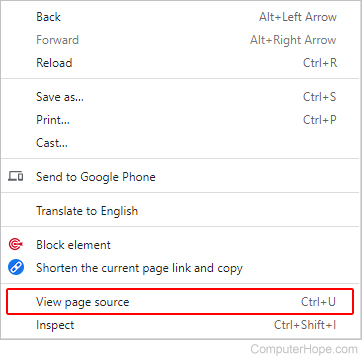 Back Alt+Left Arrow
Forward Alt+Right Arrow
Reload Ctrl+R
Save as... Ctrl+S
Print... Ctrl+P
Cast...
Send to Google Phone
Translate to English
Block element
Shorten the current page link and copy
View page source Ctrl+U
Inspect Ctrl+Shift+I
ComputerHope.com